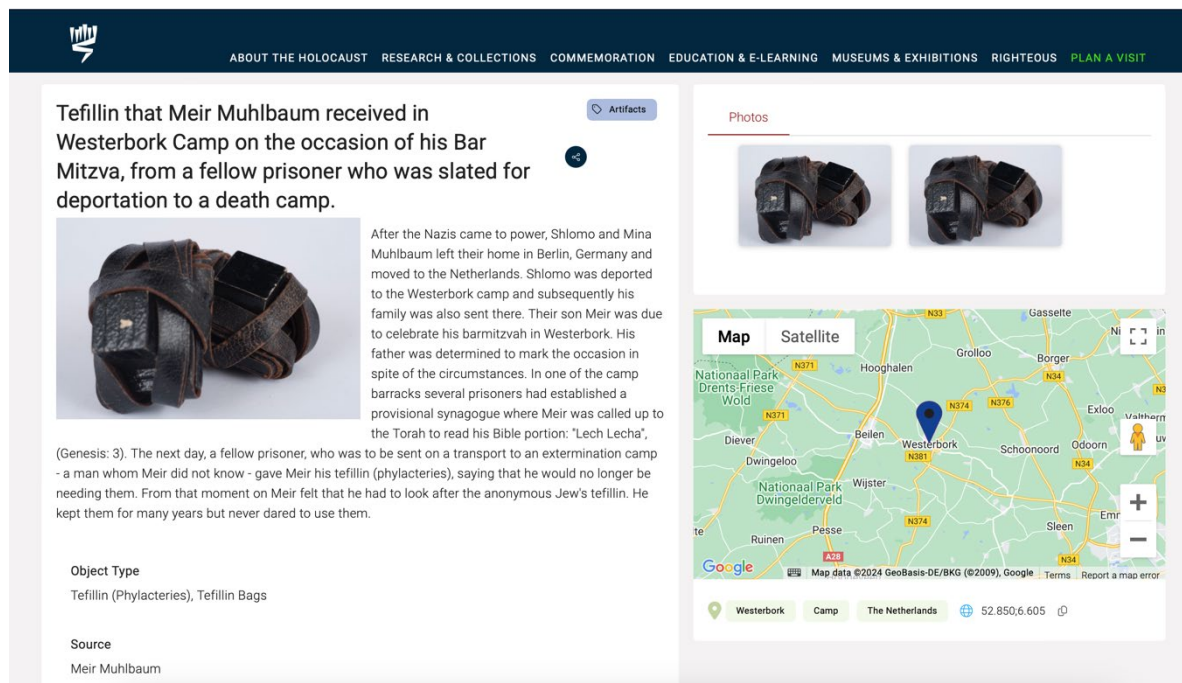 ABOUT THE HOLOCAUST RESEARCH & COLLECTIONS COMMEMORATION EDUCATION & E-LEARNING MUSEUMS & EXHIBITIONS RIGHTEOUS PLAN A VISIT
Tefillin that Meir Muhlbaum received in
Westerbork Camp on the occasion of his Bar
Mitzva, from a fellow prisoner who was slated for
deportation to a death camp.
Artifacts
After the Nazis came to power, Shlomo and Mina
Muhlbaum left their home in Berlin, Germany and
moved to the Netherlands. Shlomo was deported
to the Westerbork camp and subsequently his
family was also sent there. Their son Meir was due
to celebrate his barmitzvah in Westerbork. His
father was determined to mark the occasion in
spite of the circumstances. In one of the camp
barracks several prisoners had established a
provisional synagogue where Meir was called up to
the Torah to read his Bible portion: "Lech Lecha",
(Genesis: 3). The next day, a fellow prisoner, who was to be sent on a transport to an extermination camp
- a man whom Meir did not know - gave Meir his tefillin (phylacteries), saying that he would no longer be
needing them. From that moment on Meir felt that he had to look after the anonymous Jew's tefillin. He
kept them for many years but never dared to use them.
Object Type
Tefillin (Phylacteries), Tefillin Bags
Source
Meir Muhlbaum
Photos
Map Satellite
N33
Gasselte
Grolloo
Borger
N34
N371
Hooghalen
Nationaal Park
Drents-Friese
Wold
N371
N374
N376
Exloo
Diever
Beilen
Westerbork
N381
Schoonoord
Odoorn
N34
Dwingeloo
Nationaal Park
Dwingelderveld
Wijster
N374
Pesse
Ruinen
Sleen
A28
N34
Google
Map data ©2024 GeoBasis-DE/BKG (©2009), Google Terms Report a map error
Westerbork Camp The Netherlands 52.850;6.605